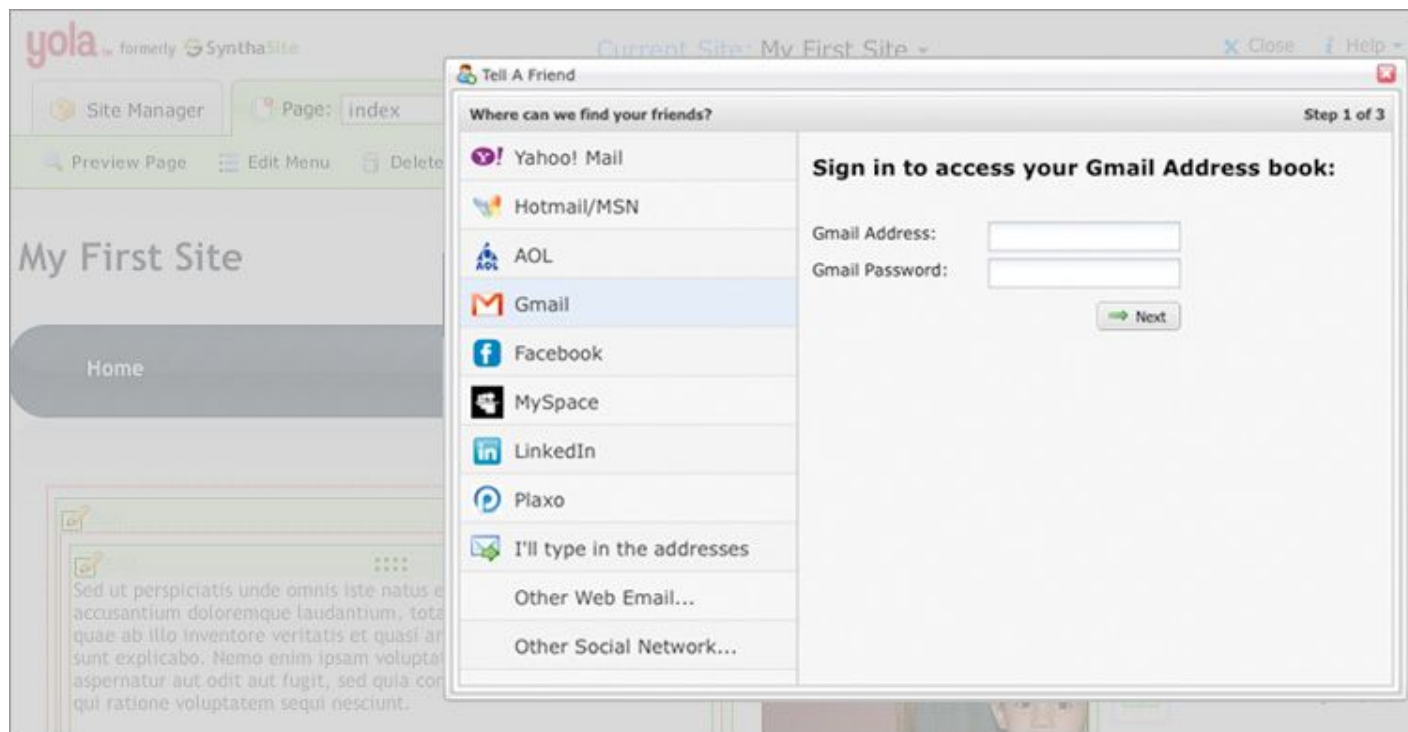 yola formerly SynthaSite
Current Site: My First Site
Close
Help
Site Manager
Page: index
Preview Page
Edit Menu
Delete
My First Site
Home
Sed ut perspiciatis unde omnis iste natus e
accusantium doloremque laudantium, tota
quae ab illo inventore veritatis et quasi ar
sunt explicabo. Nemo enim ipsam voluptat
aspernatur aut odit aut fugit, sed quia con
qui ratione voluptatem sequi nesciunt.
Tell A Friend
Where can we find your friends?
Step 1 of 3
Yahoo! Mail
Hotmail/MSN
AOL
Gmail
Facebook
MySpace
LinkedIn
Plaxo
I'll type in the addresses
Other Web Email...
Other Social Network...
Sign in to access your Gmail Address book:
Gmail Address:
Gmail Password:
Next